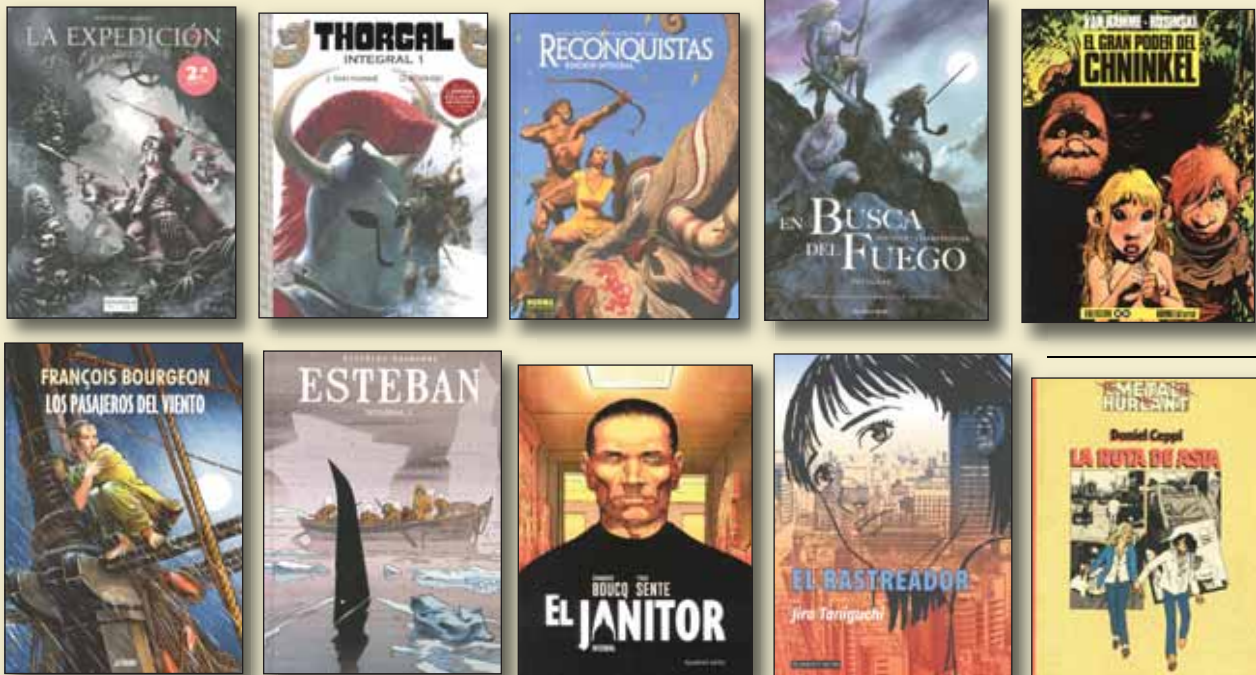 LA EXPEDICIÓN
2.ª
THORGAL
INTEGRAL 1
RECONQUISTAS
EDICIÓN INTEGRAL
NORMA
EN BUSCA
DEL FUEGO
VAN HAMME - ROSINSKI
EL GRAN PODER DEL
CHNINKEL
FRANÇOIS BOURGEON
LOS PASAJEROS DEL VIENTO
ESTEBAN
BOUCQ SENTE
EL JANITOR
INTEGRAL
EL RASTREADOR
Jiro Taniguchi
METAL
HURLANT
Daniel Ceppi
LA RUTA DE ASIA